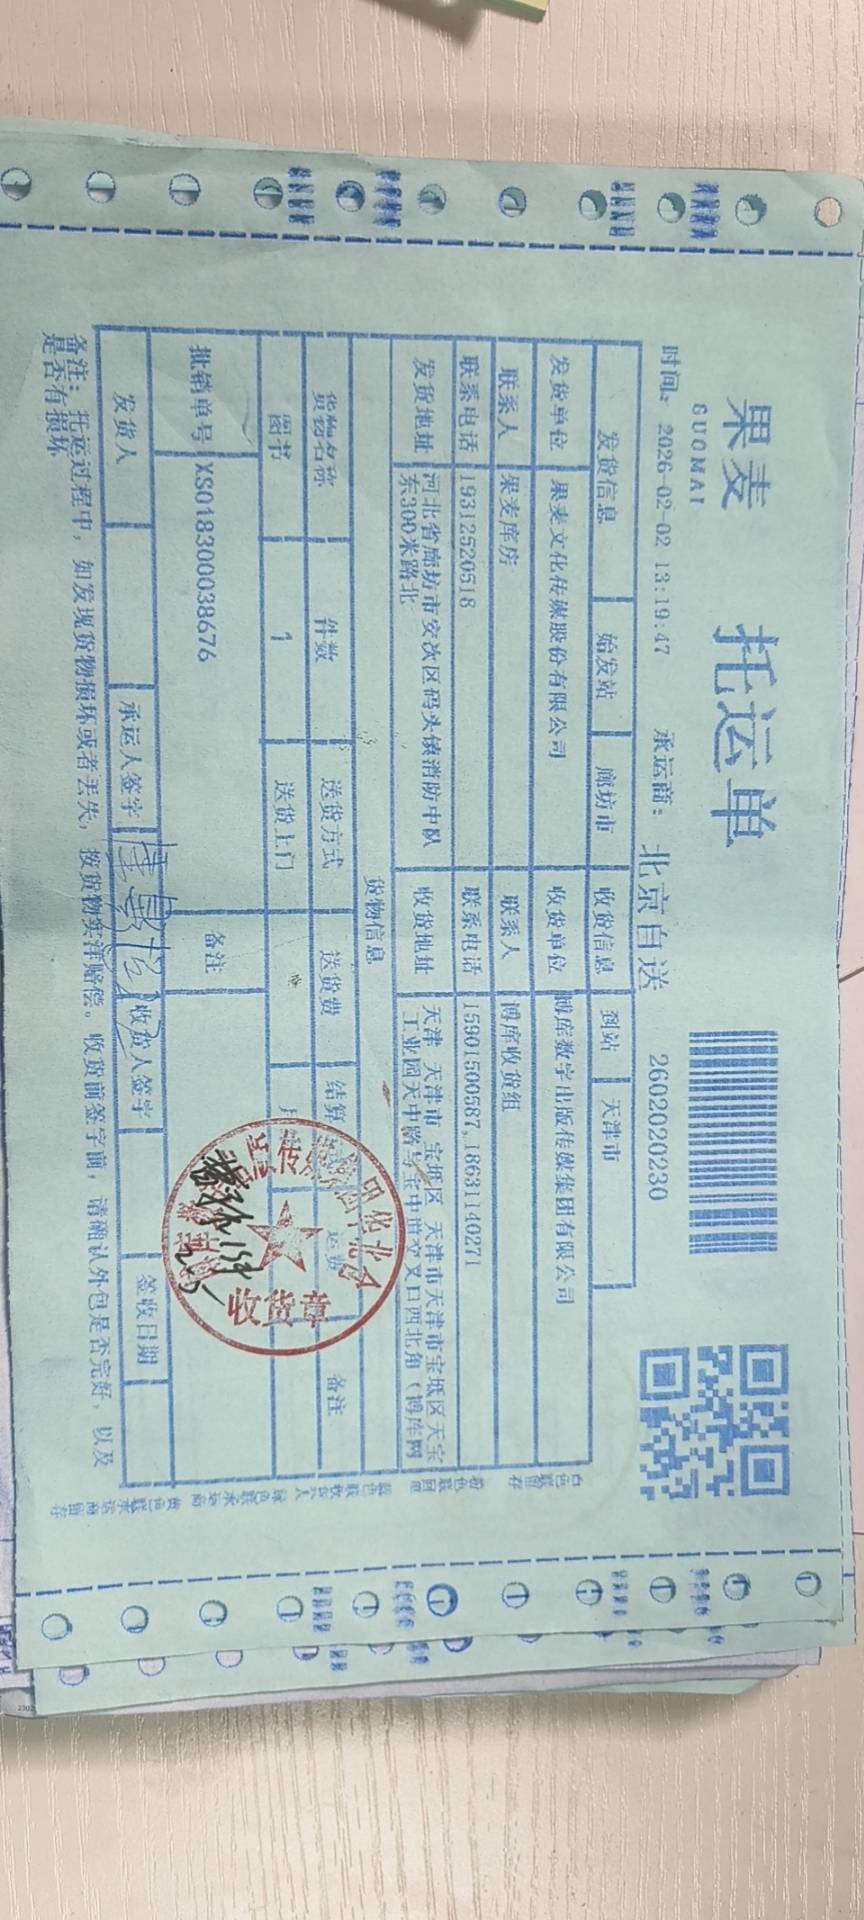 果麦
GUOMAI
托运单
2602020230
时间: 2026-02-02 13:19:47 承运商: 北京自送
发货信息 始发站 廊坊市 收货信息 到站 天津市
发货单位 果麦文化传媒股份有限公司 收货单位 博库数字出版传媒集团有限公司
联系人 果麦库房 联系人 博库收货组
联系电话 19312520518 联系电话 15901500587,18631140271
发货地址 河北省廊坊市安次区码头镇消防中队 收货地址 天津 天津市 宝坻区 天津市天津市宝坻区天宝
东300米路北 工业园天中路与宝中道交叉口西北角（博库网
货物信息
货物名称 件数 送货方式 送货费 结算 运费 备注
图书 1 送货上门 月
批销单号 XS018300038676 备注
发货人 承运人签字 收货人签字 签收日期
备注: 托运过程中, 如发现货物损坏或者丢失, 按货物实洋赔偿。收货前签字前, 请确认外包是否完好, 以及
是否有损坏
收货章